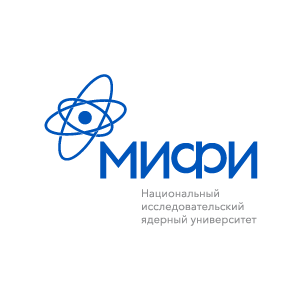 МИФИ
Национальный
исследовательский
ядерный университет